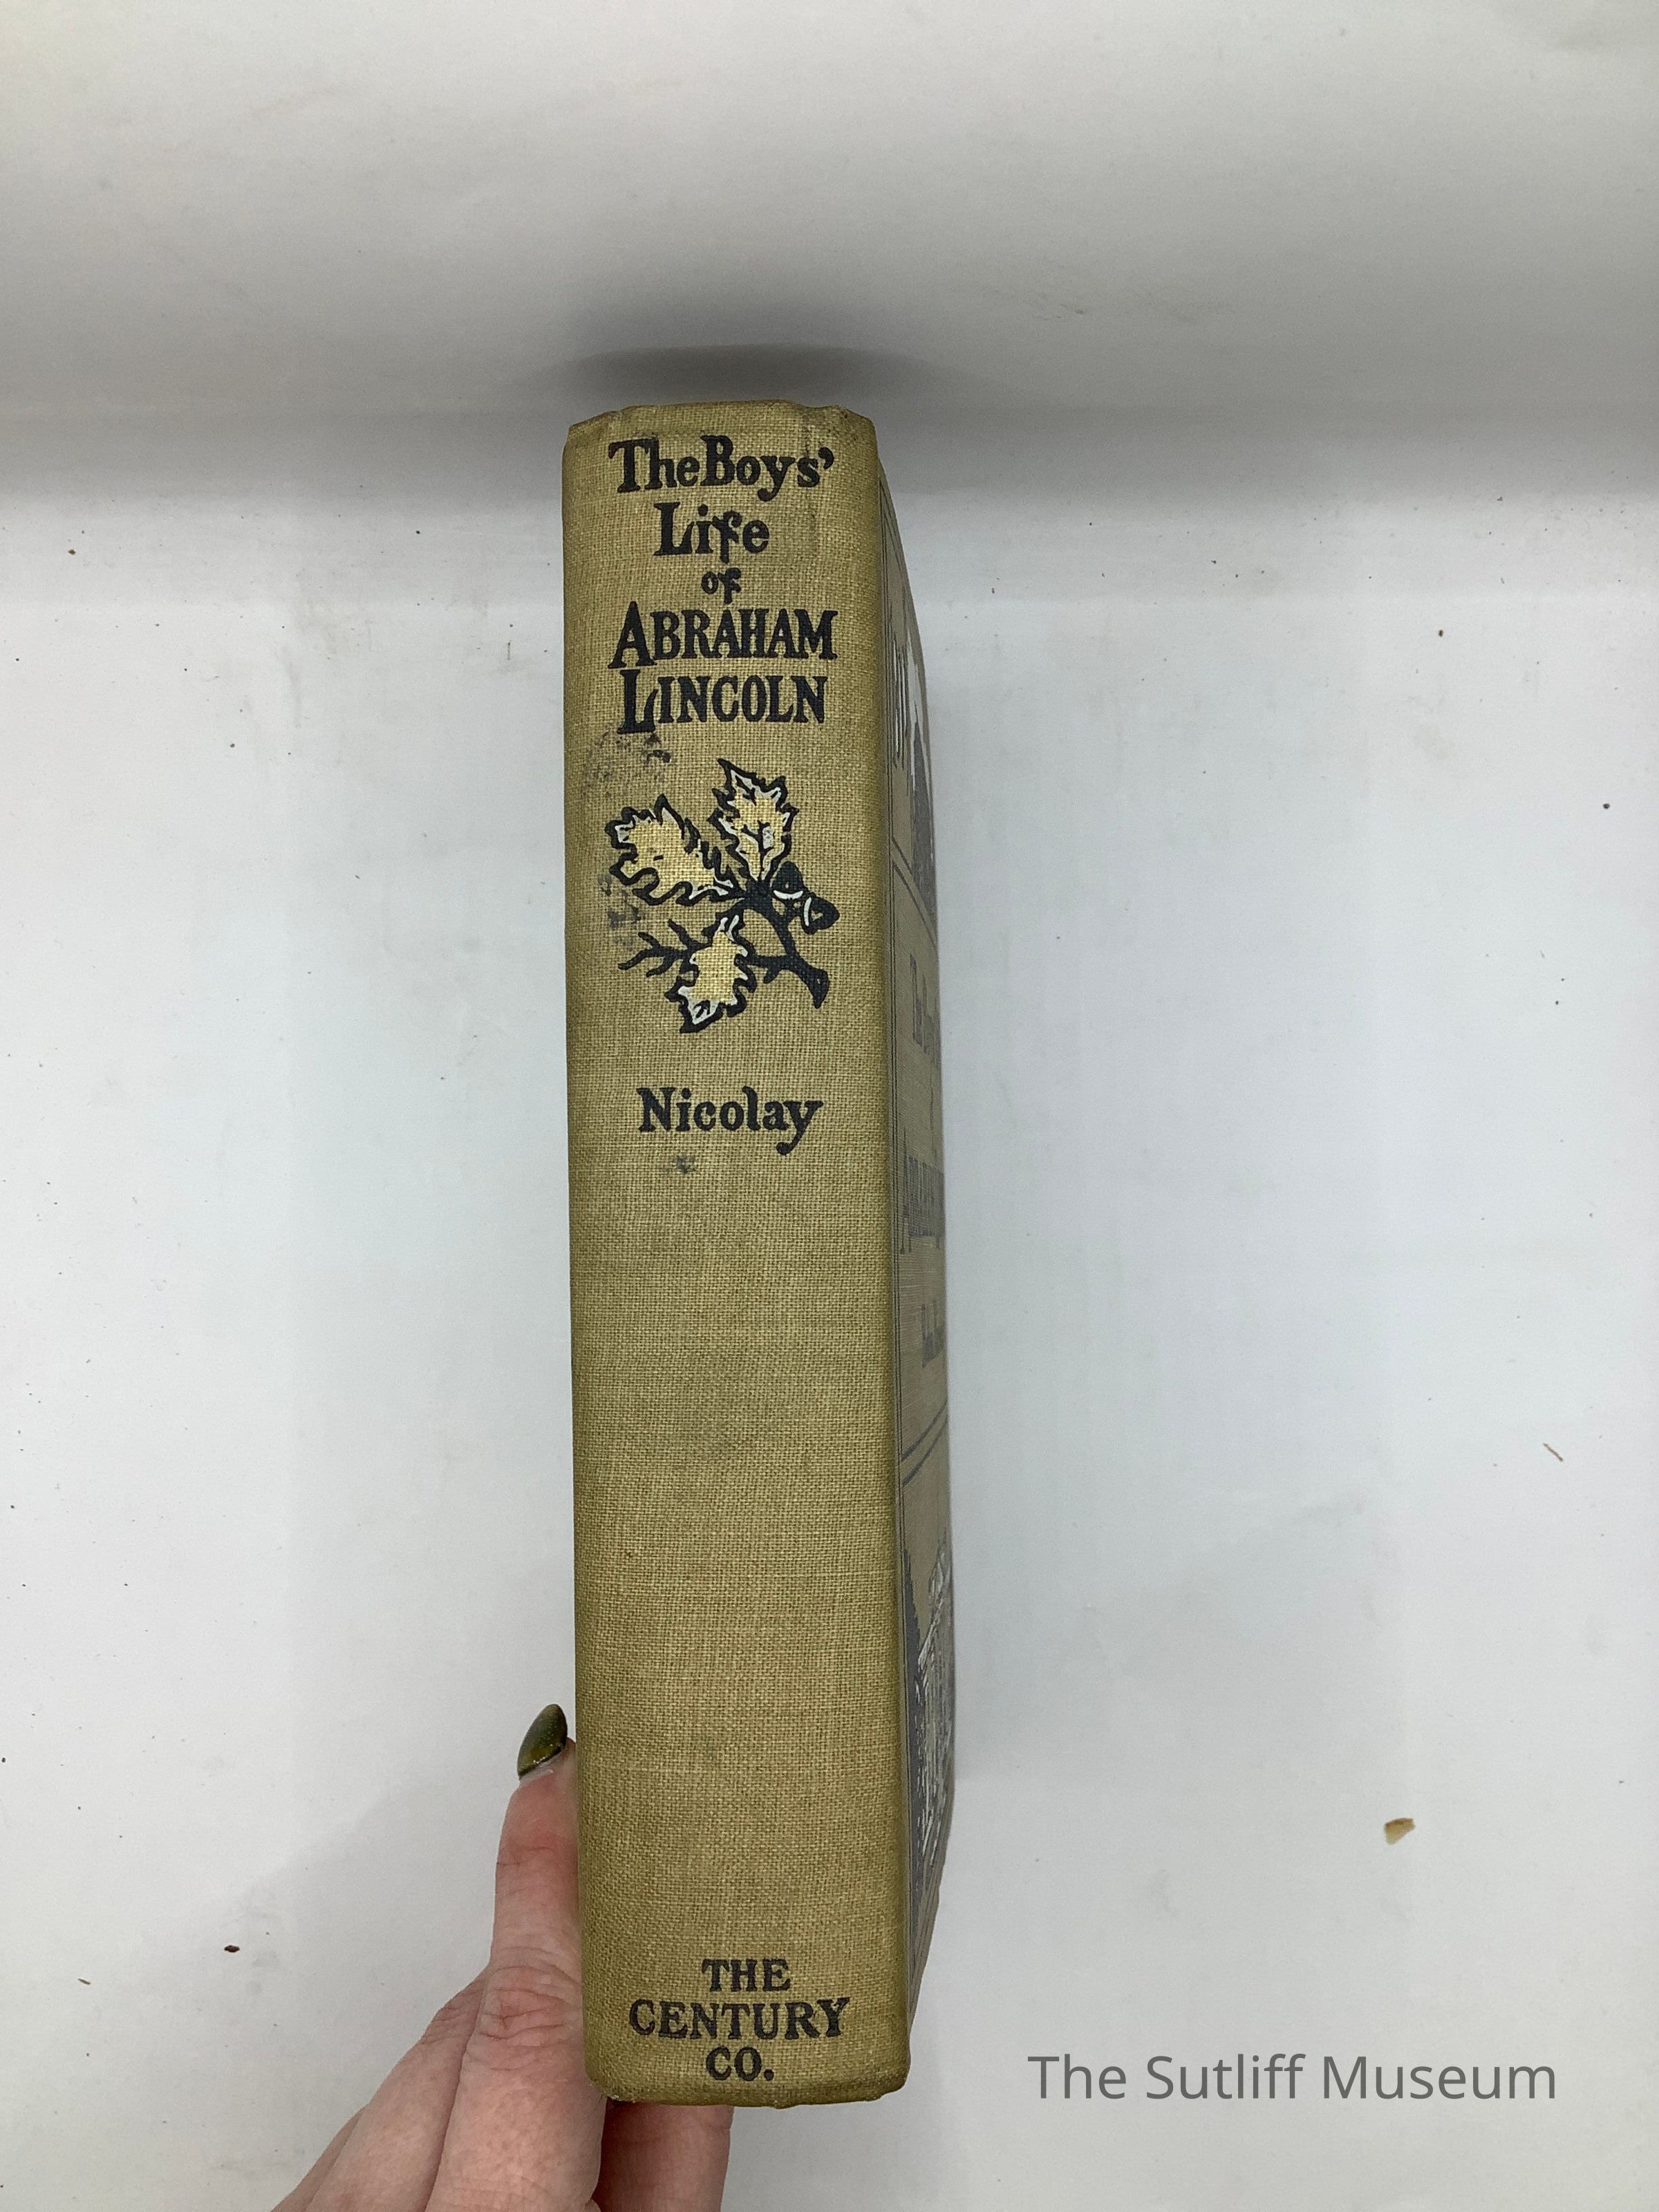 The Boys'
Life
of
ABRAHAM
LINCOLN
Nicolay
THE
CENTURY
CO.
The Sutliff Museum